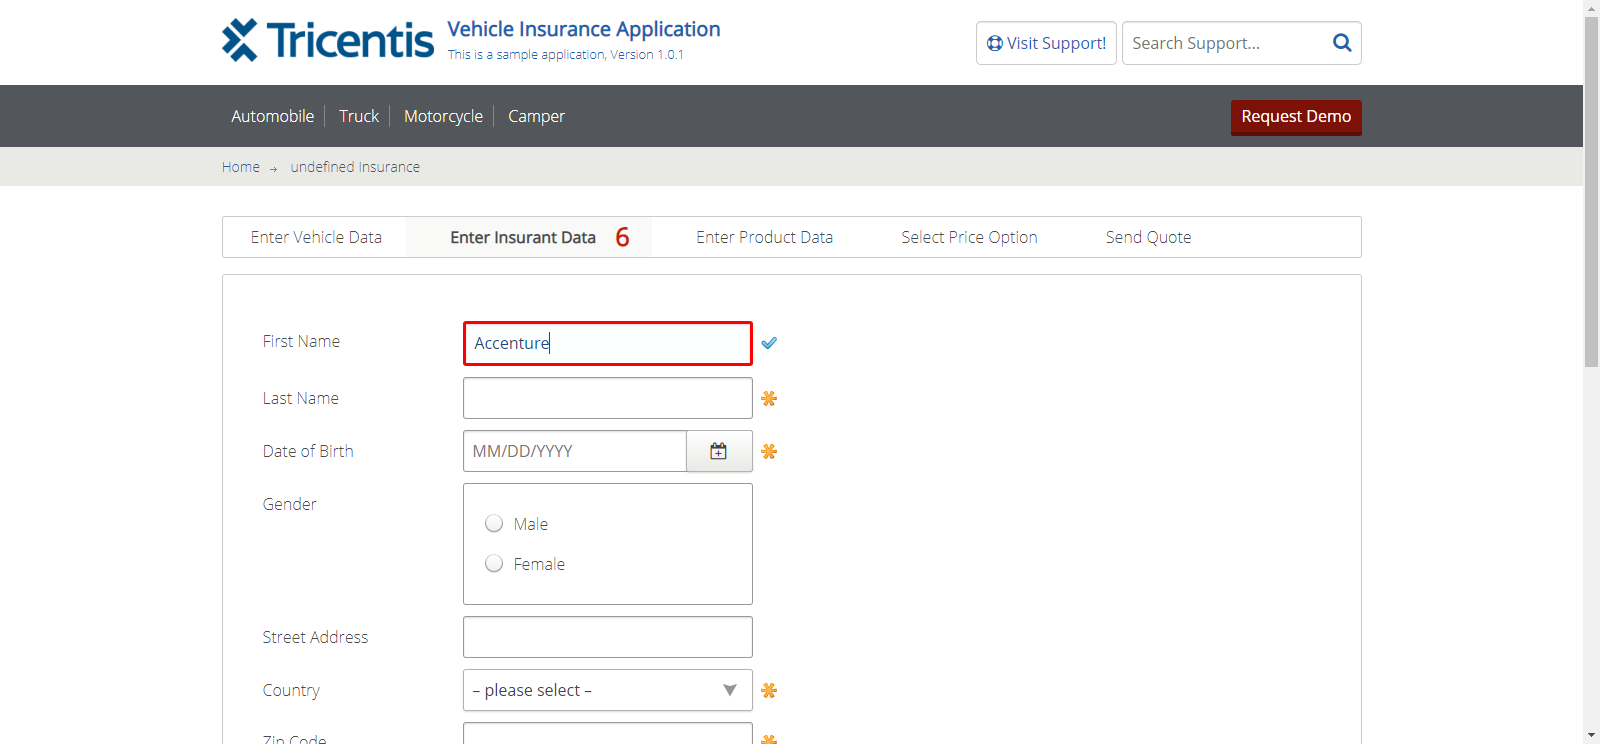 Tricentis
Vehicle Insurance Application
This is a sample application, Version 1.0.1
Visit Support!
Search Support...
Automobile
Truck
Motorcycle
Camper
Request Demo
Home → undefined Insurance
Enter Vehicle Data
Enter Insurant Data 6
Enter Product Data
Select Price Option
Send Quote
First Name
Accenture
Last Name
Date of Birth
MM/DD/YYYY
Gender
Male
Female
Street Address
Country
– please select –
Zip Code